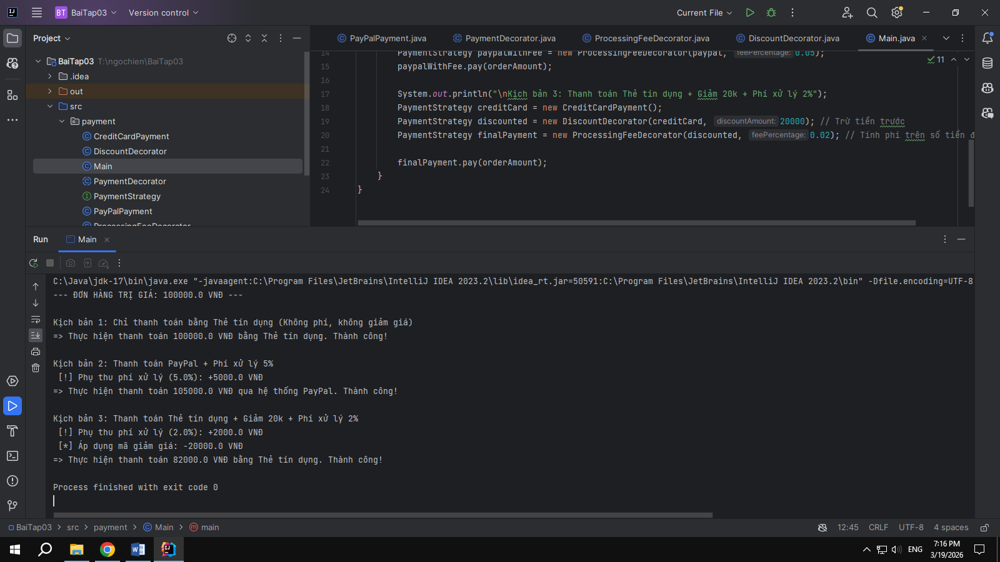 BT BaiTap03 Version control Current File
Project
BaiTap03 T:\ngochien\BaiTap03
.idea
out
src
payment
CreditCardPayment
DiscountDecorator
Main
PaymentDecorator
PaymentStrategy
PayPalPayment
ProcessingFeeDecorator
PayPalPayment.java PaymentDecorator.java ProcessingFeeDecorator.java DiscountDecorator.java Main.java
11
14 PaymentStrategy paypalWithFee = new ProcessingFeeDecorator(paypal, feePercentage: 0.05);
15 paypalWithFee.pay(orderAmount);
16
17 System.out.println("\nKịch bản 3: Thanh toán Thẻ tín dụng + Giảm 20k + Phí xử lý 2%");
18 PaymentStrategy creditCard = new CreditCardPayment();
19 PaymentStrategy discounted = new DiscountDecorator(creditCard, discountAmount: 20000); // Trừ tiền trước
20 PaymentStrategy finalPayment = new ProcessingFeeDecorator(discounted, feePercentage: 0.02); // Tính phí trên số tiền đ
21
22 finalPayment.pay(orderAmount);
23 }
24 }
Run Main
C:\Java\jdk-17\bin\java.exe "-javaagent:C:\Program Files\JetBrains\IntelliJ IDEA 2023.2\lib\idea_rt.jar=50591:C:\Program Files\JetBrains\IntelliJ IDEA 2023.2\bin" -Dfile.encoding=UTF-8
--- ĐƠN HÀNG TRỊ GIÁ: 100000.0 VNĐ ---
Kịch bản 1: Chỉ thanh toán bằng Thẻ tín dụng (Không phí, không giảm giá)
=> Thực hiện thanh toán 100000.0 VNĐ bằng Thẻ tín dụng. Thành công!
Kịch bản 2: Thanh toán PayPal + Phí xử lý 5%
[!] Phụ thu phí xử lý (5.0%): +5000.0 VNĐ
=> Thực hiện thanh toán 105000.0 VNĐ qua hệ thống PayPal. Thành công!
Kịch bản 3: Thanh toán Thẻ tín dụng + Giảm 20k + Phí xử lý 2%
[!] Phụ thu phí xử lý (2.0%): +2000.0 VNĐ
[*] Áp dụng mã giảm giá: -20000.0 VNĐ
=> Thực hiện thanh toán 82000.0 VNĐ bằng Thẻ tín dụng. Thành công!
Process finished with exit code 0
BaiTap03 > src > payment > Main > main 12:45 CRLF UTF-8 4 spaces
ENG 7:16 PM
3/19/2026